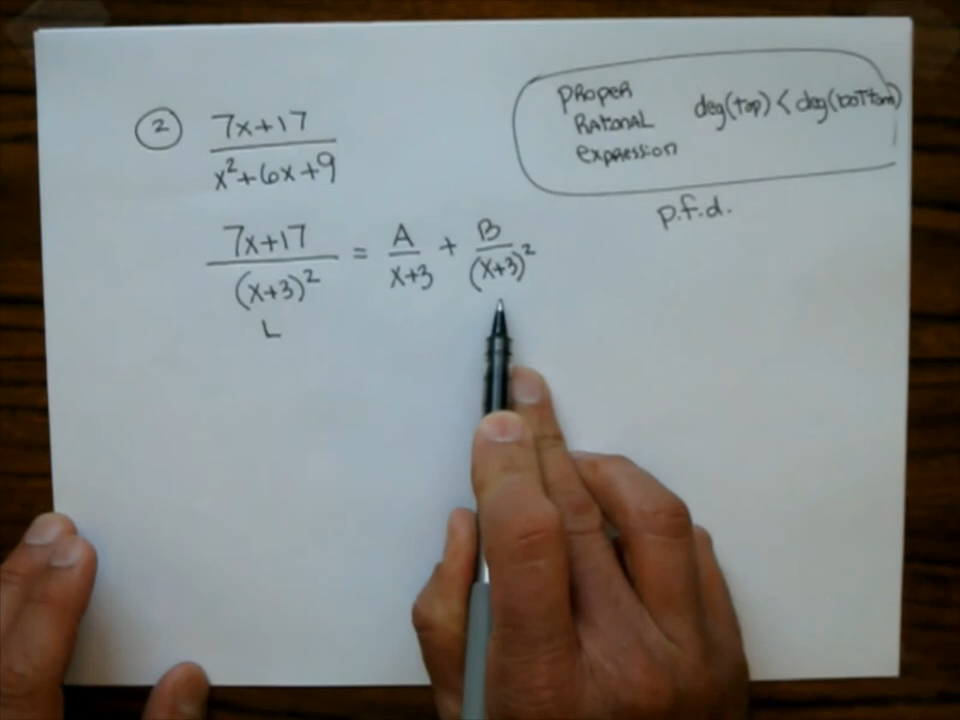 ② 7x+17
x²+6x+9
7x+17 = A + B
(x+3)² x+3 (x+3)²
L
PROPER
RATIONAL deg(top) < deg(bottom)
expression
p.f.d.